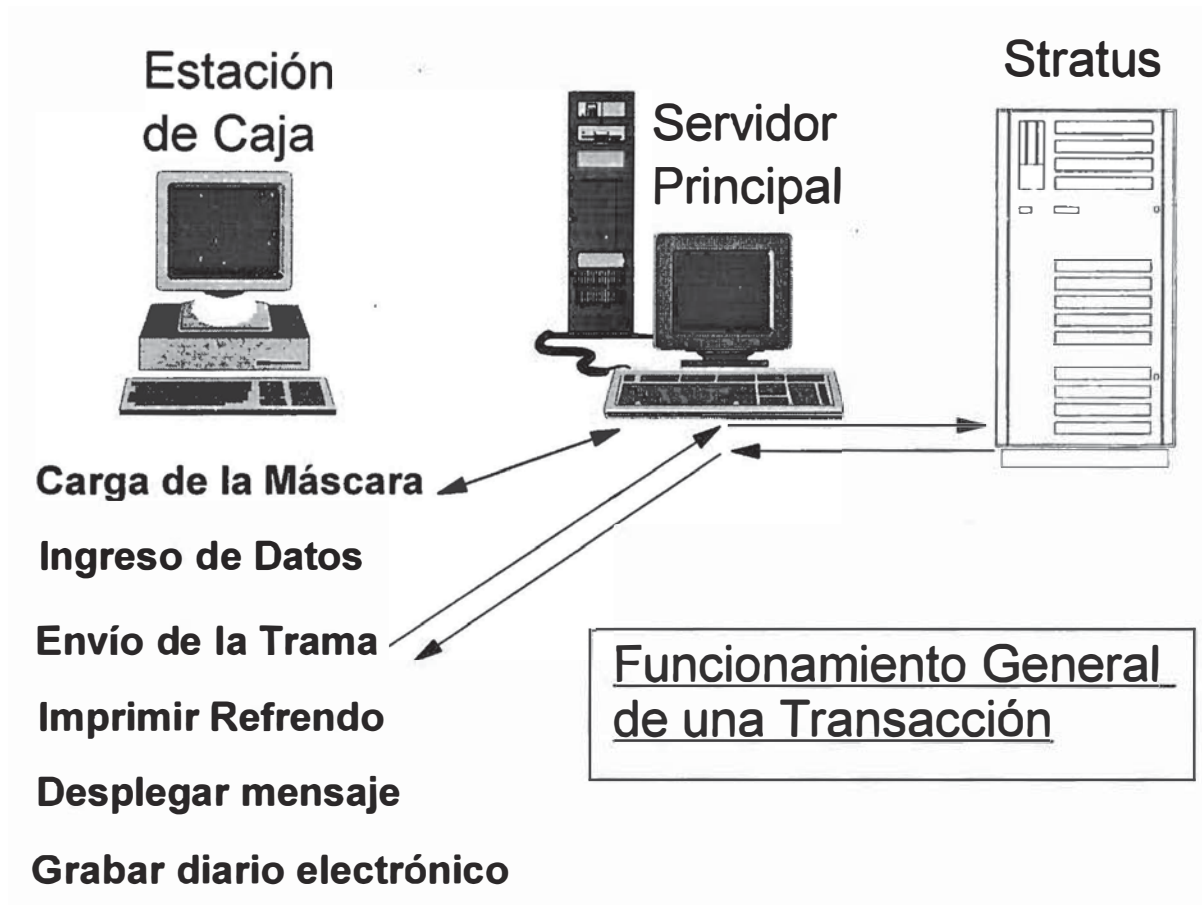 Estación
de Caja
Servidor
Principal
Stratus
Carga de la Máscara
Ingreso de Datos
Envío de la Trama
Imprimir Refrendo
Desplegar mensaje
Grabar diario electrónico
Funcionamiento General
de una Transacción